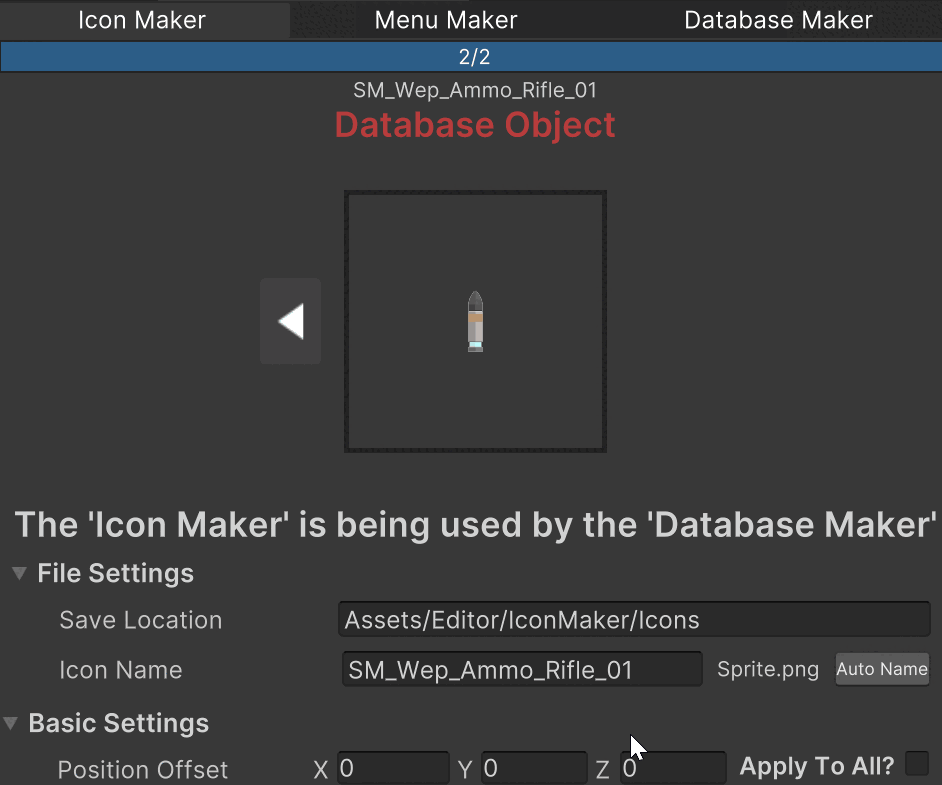 Icon Maker Menu Maker Database Maker
2/2
SM_Wep_Ammo_Rifle_01
Database Object
The 'Icon Maker' is being used by the 'Database Maker'
File Settings
Save Location Assets/Editor/IconMaker/Icons
Icon Name SM_Wep_Ammo_Rifle_01 Sprite.png Auto Name
Basic Settings
Position Offset X 0 Y 0 Z 0 Apply To All?